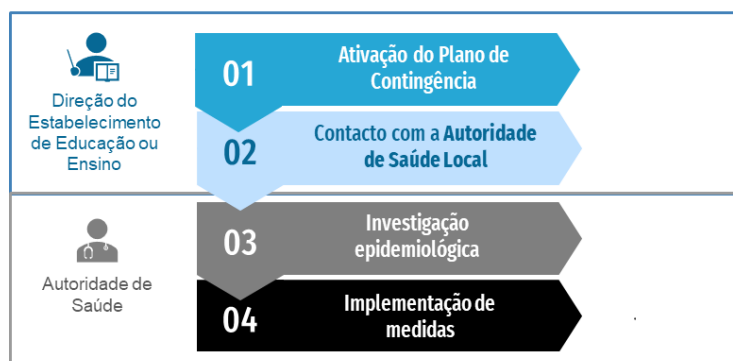 Direção do
Estabelecimento
de Educação ou
Ensino
01
Ativação do Plano de
Contingência
02
Contacto com a Autoridade
de Saúde Local
Autoridade de
Saúde
03
Investigação
epidemiológica
04
Implementação de
medidas